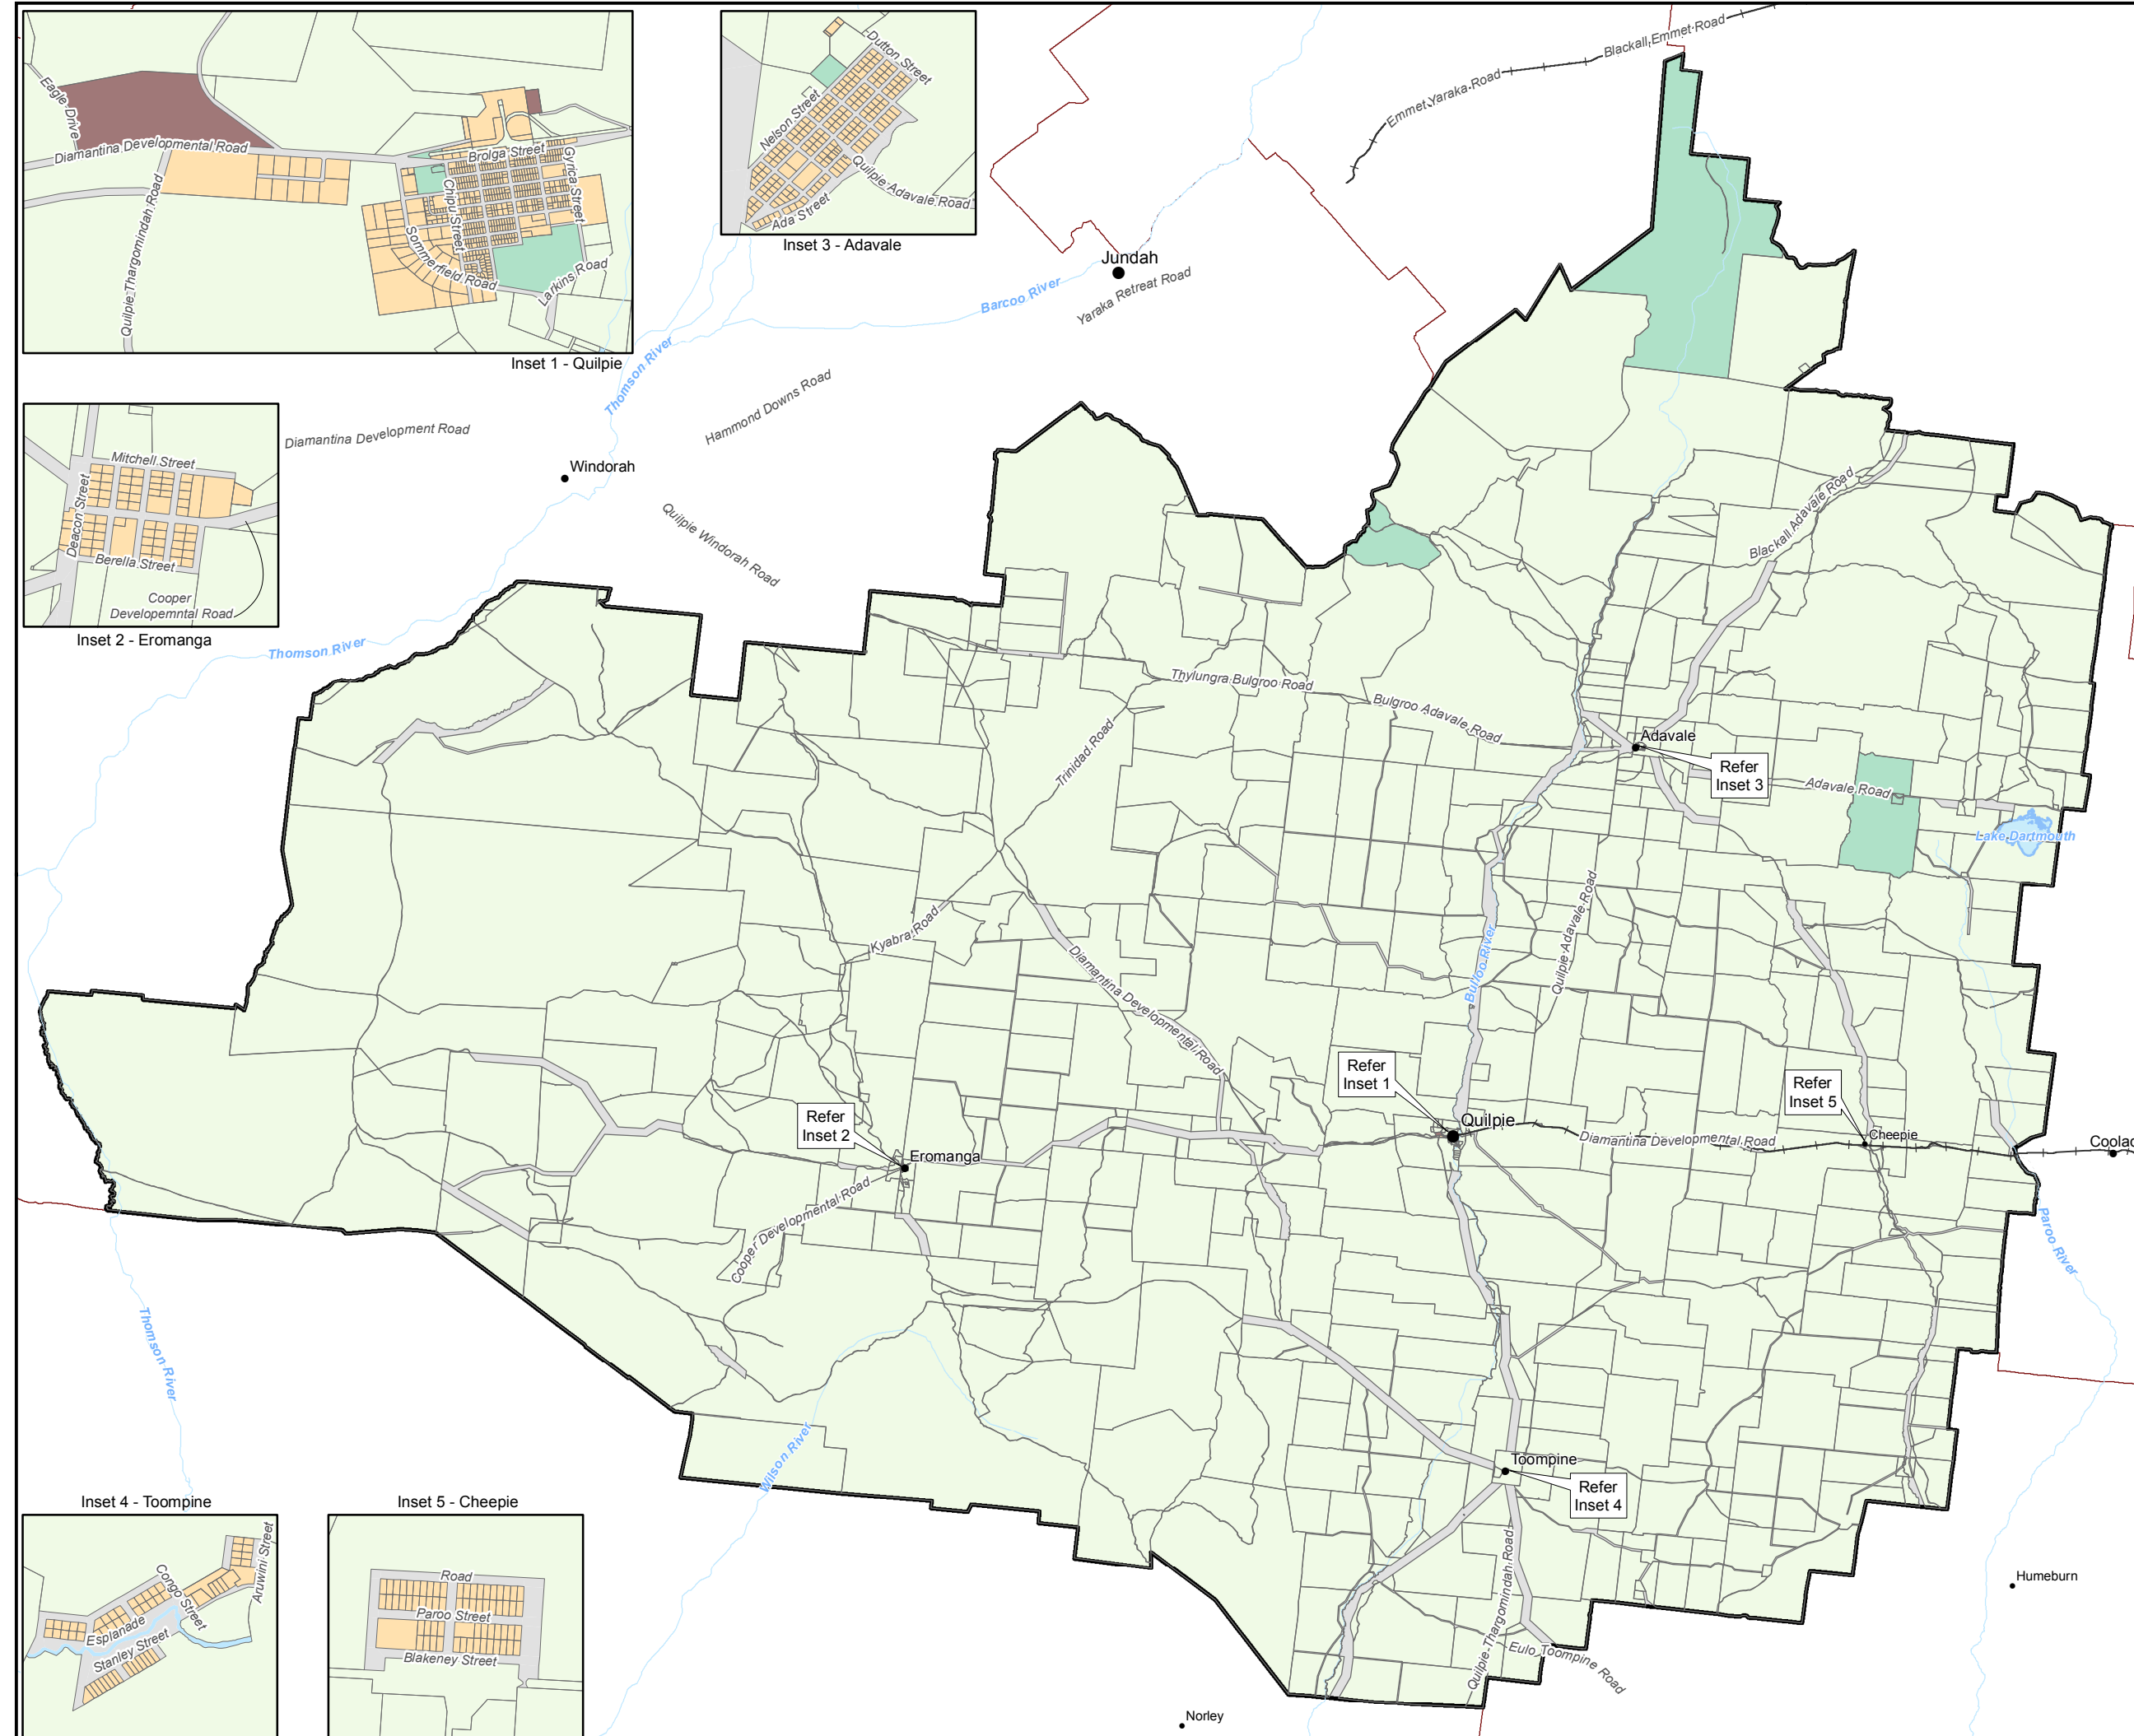 Eagle Drive
Diamantina Developmental Road
Quilpie Thargomindah Road
Brolga Street
Gyrica Street
Chipu Street
Sommerfield Road
Larkins Road
Inset 1 - Quilpie
Dutton Street
Nelson Street
Quilpie Adavale Road
Ada Street
Inset 3 - Adavale
Blackall Emmet Road
Emmet Yaraka Road
Jundah
Barcoo River
Yaraka Retreat Road
Thomson River
Hammond Downs Road
Diamantina Development Road
Windorah
Quilpie Windorah Road
Mitchell Street
Deacon Street
Berella Street
Cooper
Developemntal Road
Inset 2 - Eromanga
Thomson River
Blackall Adavale Road
Thylungra Bulgroo Road
Bulgroo Adavale Road
Trinidad Road
Adavale
Refer
Inset 3
Adavale Road
Lake Dartmouth
Kyabra Road
Quilpie Adavale Road
Bulloo River
Diamantina Developmental Road
Refer
Inset 1
Quilpie
Refer
Inset 5
Cheepie
Diamantina Developmental Road
Coolad
Refer
Inset 2
Eromanga
Cooper Developmental Road
Paroo River
Thomson River
Wilson River
Toompine
Refer
Inset 4
Quilpie-Thargomindah Road
Eulo Toompine Road
Humeburn
Norley
Inset 4 - Toompine
Aruwini Street
Congo Street
Esplanade
Stanley Street
Inset 5 - Cheepie
Road
Paroo Street
Blakeney Street